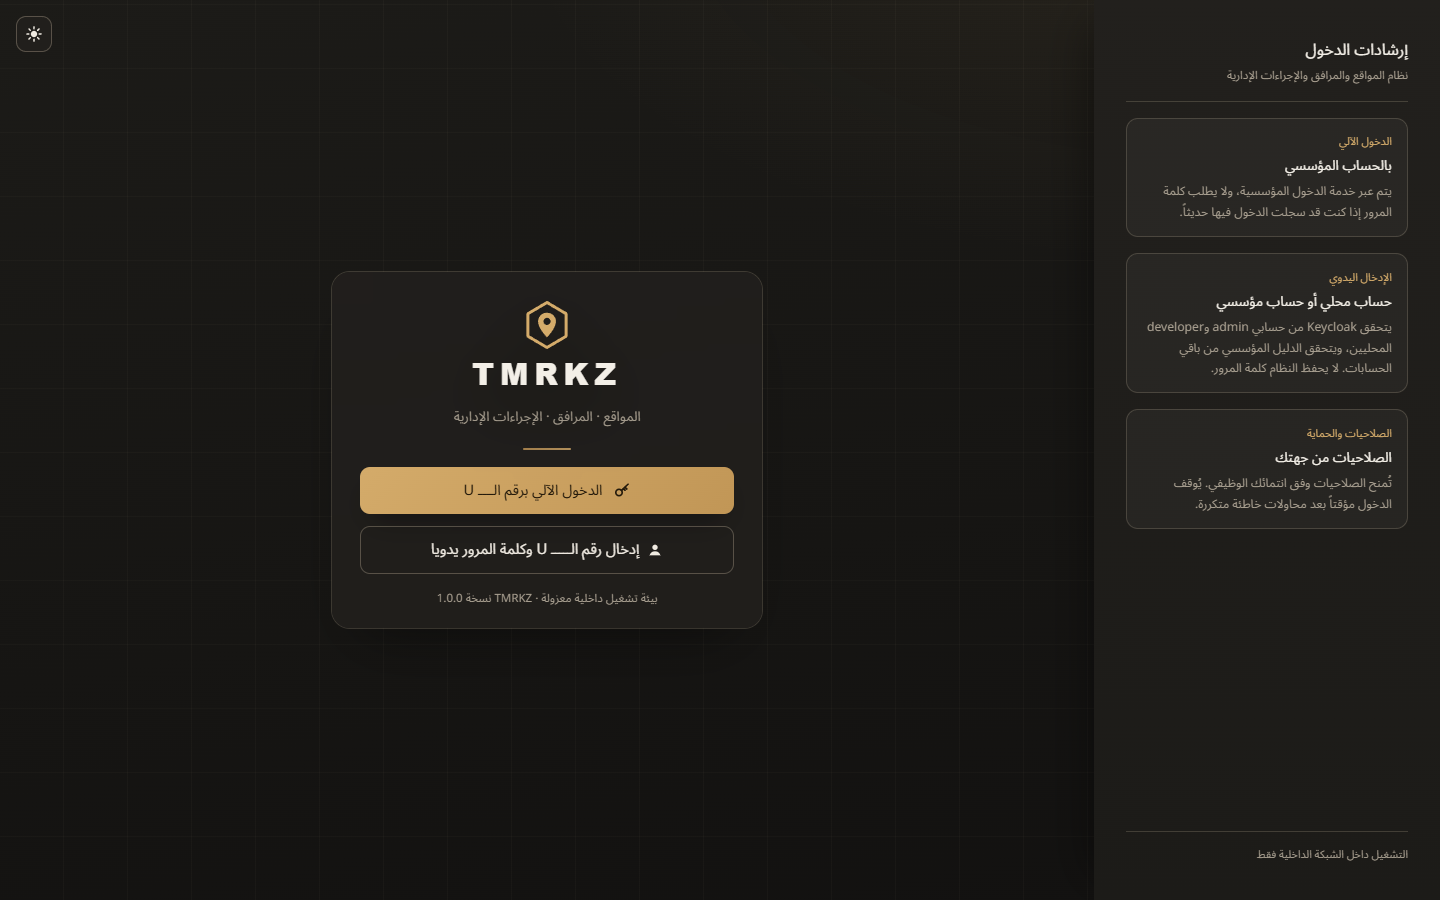 إرشادات الدخول
نظام المواقع والمرافق والإجراءات الإدارية
الدخول الآلي
بالحساب المؤسسي
يتم عبر خدمة الدخول المؤسسية، ولا يطلب كلمة
المرور إذا كنت قد سجلت الدخول فيها حديثاً.
الإدخال اليدوي
حساب محلي أو حساب مؤسسي
يتحقق Keycloak من حسابي admin وdeveloper
المحليين، ويتحقق الدليل المؤسسي من باقي
الحسابات. لا يحفظ النظام كلمة المرور.
الصلاحيات والحماية
الصلاحيات من جهتك
تُمنح الصلاحيات وفق انتمائك الوظيفي. يُوقف
الدخول مؤقتاً بعد محاولات خاطئة متكررة.
التشغيل داخل الشبكة الداخلية فقط
TMRKZ
المواقع · المرافق · الإجراءات الإدارية
الدخول الآلي برقم الـــ U
إدخال رقم الـــــ U وكلمة المرور يدويا
بيئة تشغيل داخلية معزولة · TMRKZ نسخة 1.0.0